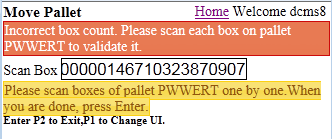 Move Pallet Home Welcome dcms8
Incorrect box count. Please scan each box on pallet
PWWERT to validate it.
Scan Box 00000146710323870907
Please scan boxes of pallet PWWERT one by one.When
you are done, press Enter.
Enter P2 to Exit,P1 to Change UI.